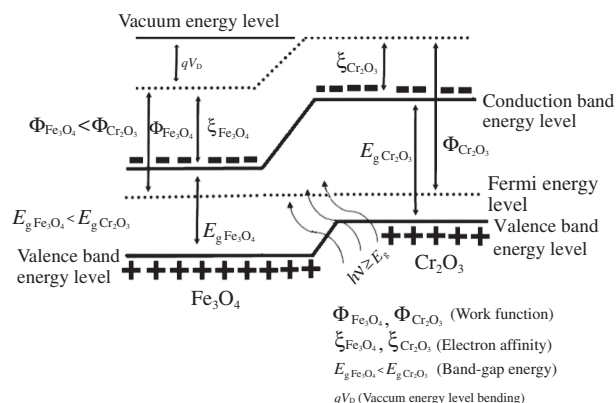 Vacuum energy level
qV_D
ξ_Cr₂O₃
Φ_Fe₃O₄<Φ_Cr₂O₃
Φ_Fe₃O₄
ξ_Fe₃O₄
Conduction band
energy level
E_g Cr₂O₃
Φ_Cr₂O₃
Fermi energy
level
E_g Fe₃O₄<E_g Cr₂O₃
E_g Fe₃O₄
Valence band
energy level
Valence band
energy level
hν≥E_g
Cr₂O₃
Fe₃O₄
Φ_Fe₃O₄, Φ_Cr₂O₃ (Work function)
ξ_Fe₃O₄, ξ_Cr₂O₃ (Electron affinity)
E_g Fe₃O₄<E_g Cr₂O₃ (Band-gap energy)
qV_D (Vaccum energy level bending)